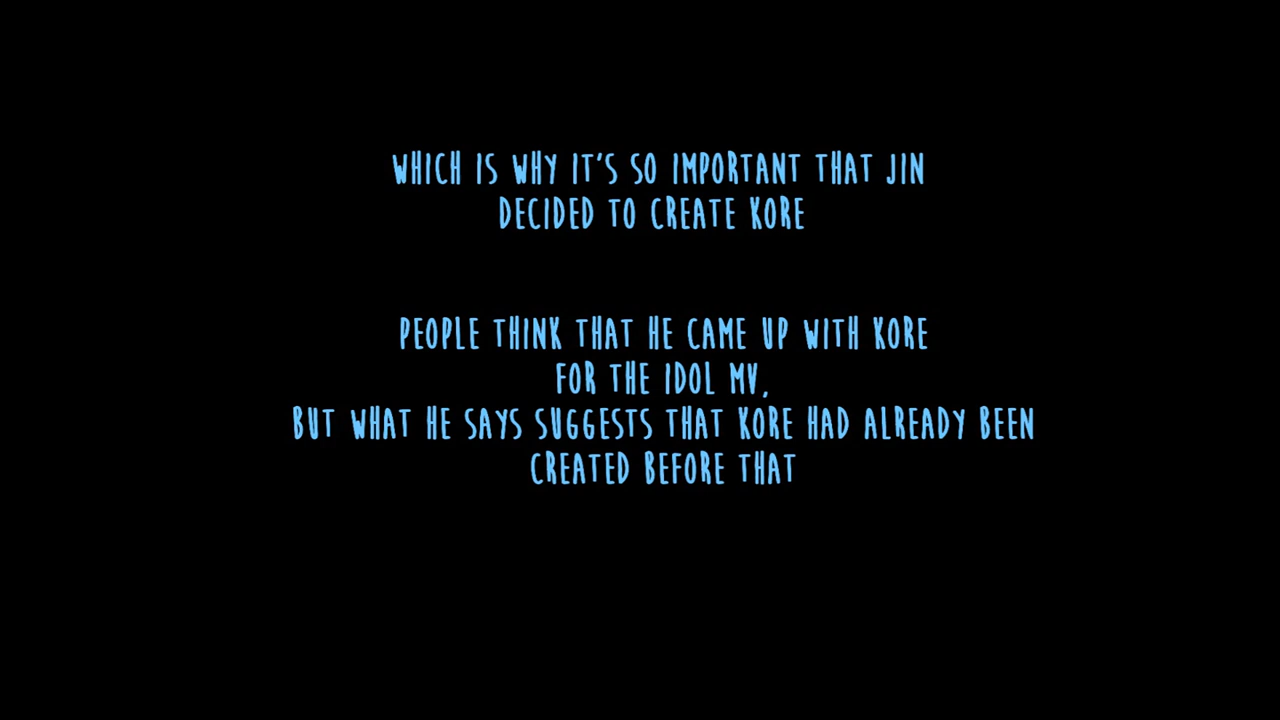 WHICH IS WHY IT'S SO IMPORTANT THAT JIN
DECIDED TO CREATE KORE
PEOPLE THINK THAT HE CAME UP WITH KORE
FOR THE IDOL MV,
BUT WHAT HE SAYS SUGGESTS THAT KORE HAD ALREADY BEEN
CREATED BEFORE THAT